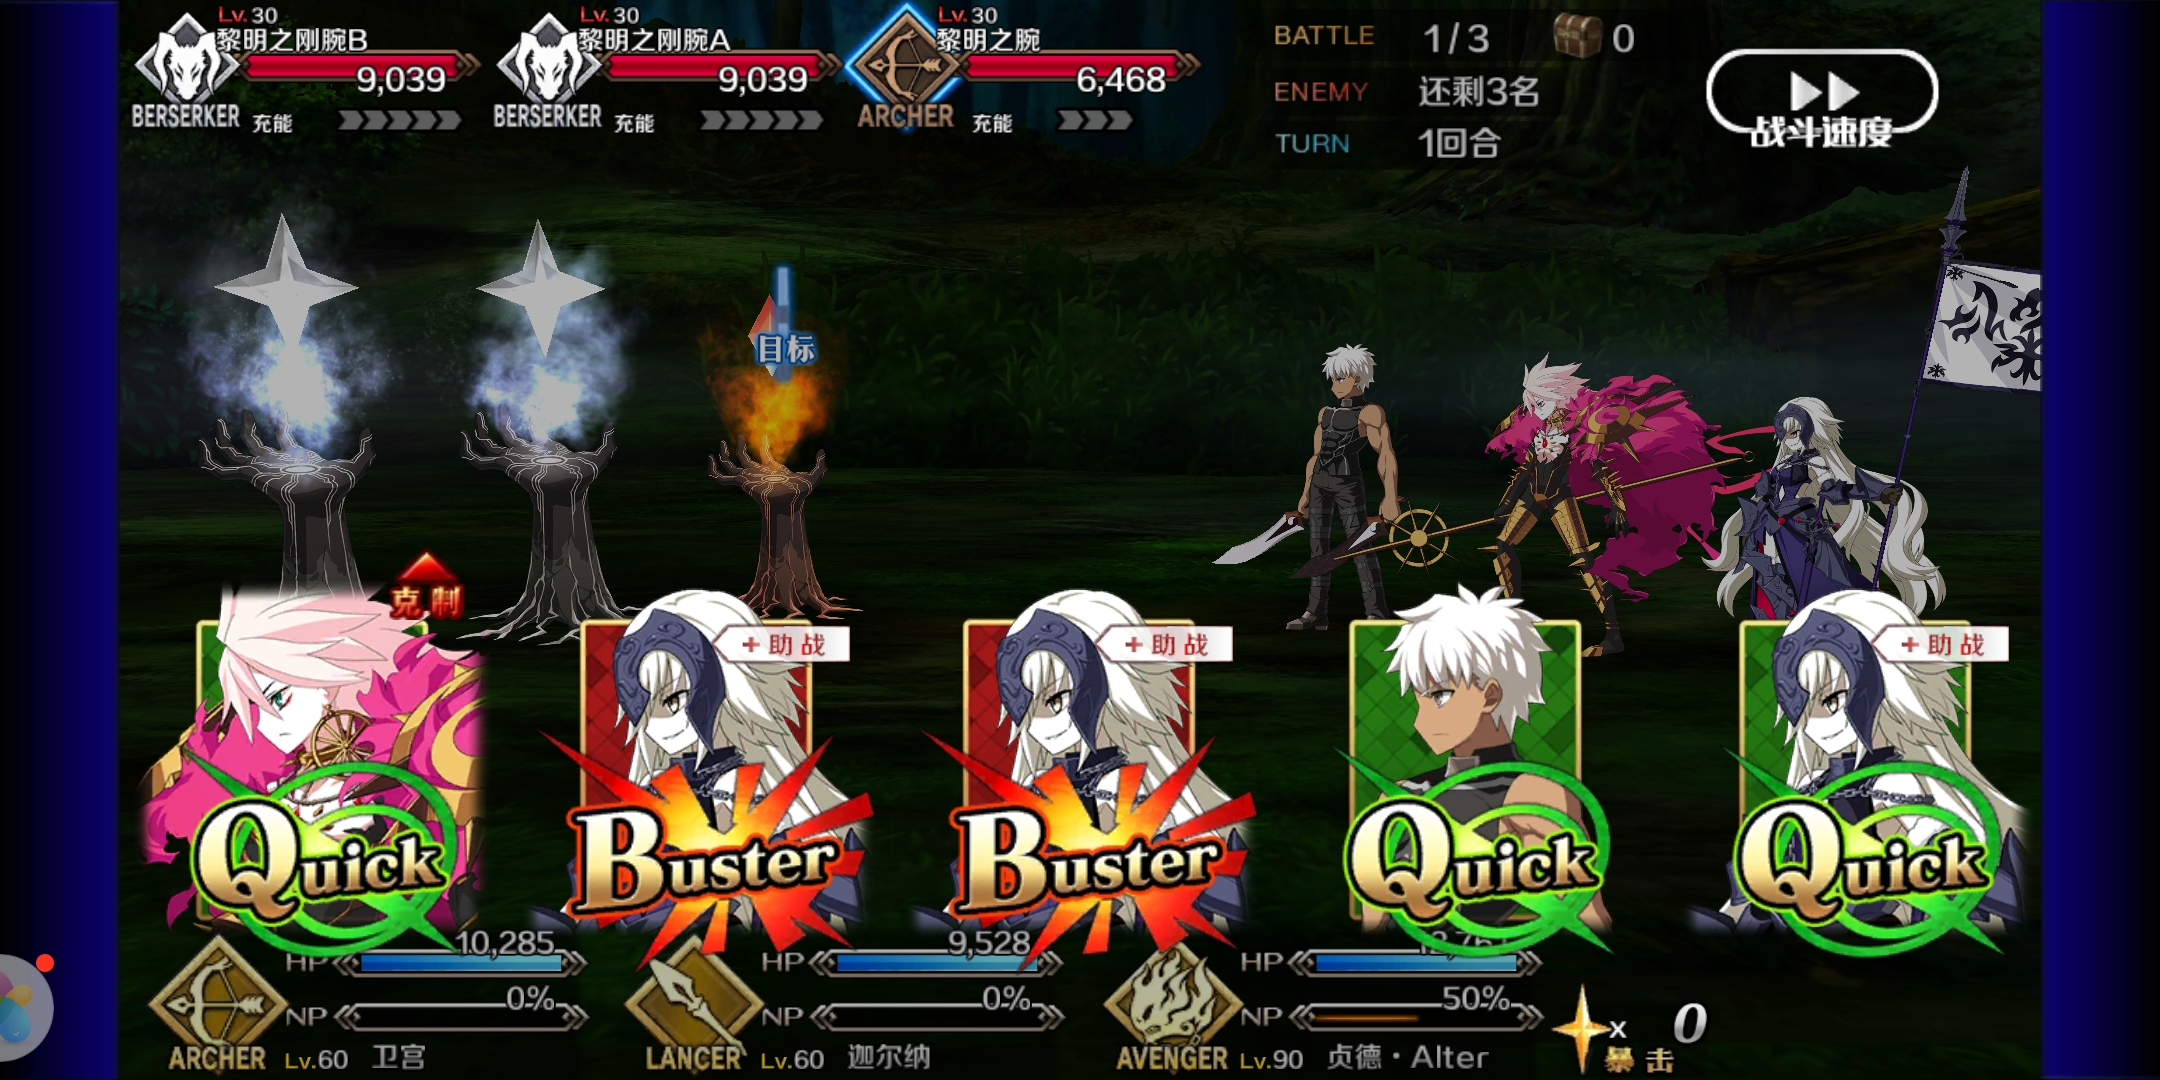 Lv.30
黎明之刚腕B
9,039
BERSERKER
充能
Lv.30
黎明之刚腕A
9,039
BERSERKER
充能
Lv.30
黎明之腕
6,468
ARCHER
充能
BATTLE 1/3 0
ENEMY 还剩3名
TURN 1回合
战斗速度
目标
克制
+助战
+助战
+助战
Quick
Buster
Buster
Quick
Quick
HP 10,285
NP 0%
ARCHER Lv.60 卫宫
HP 9,528
NP 0%
LANCER Lv.60 迦尔纳
HP
NP 50%
AVENGER Lv.90 贞德·Alter
x 0
暴击